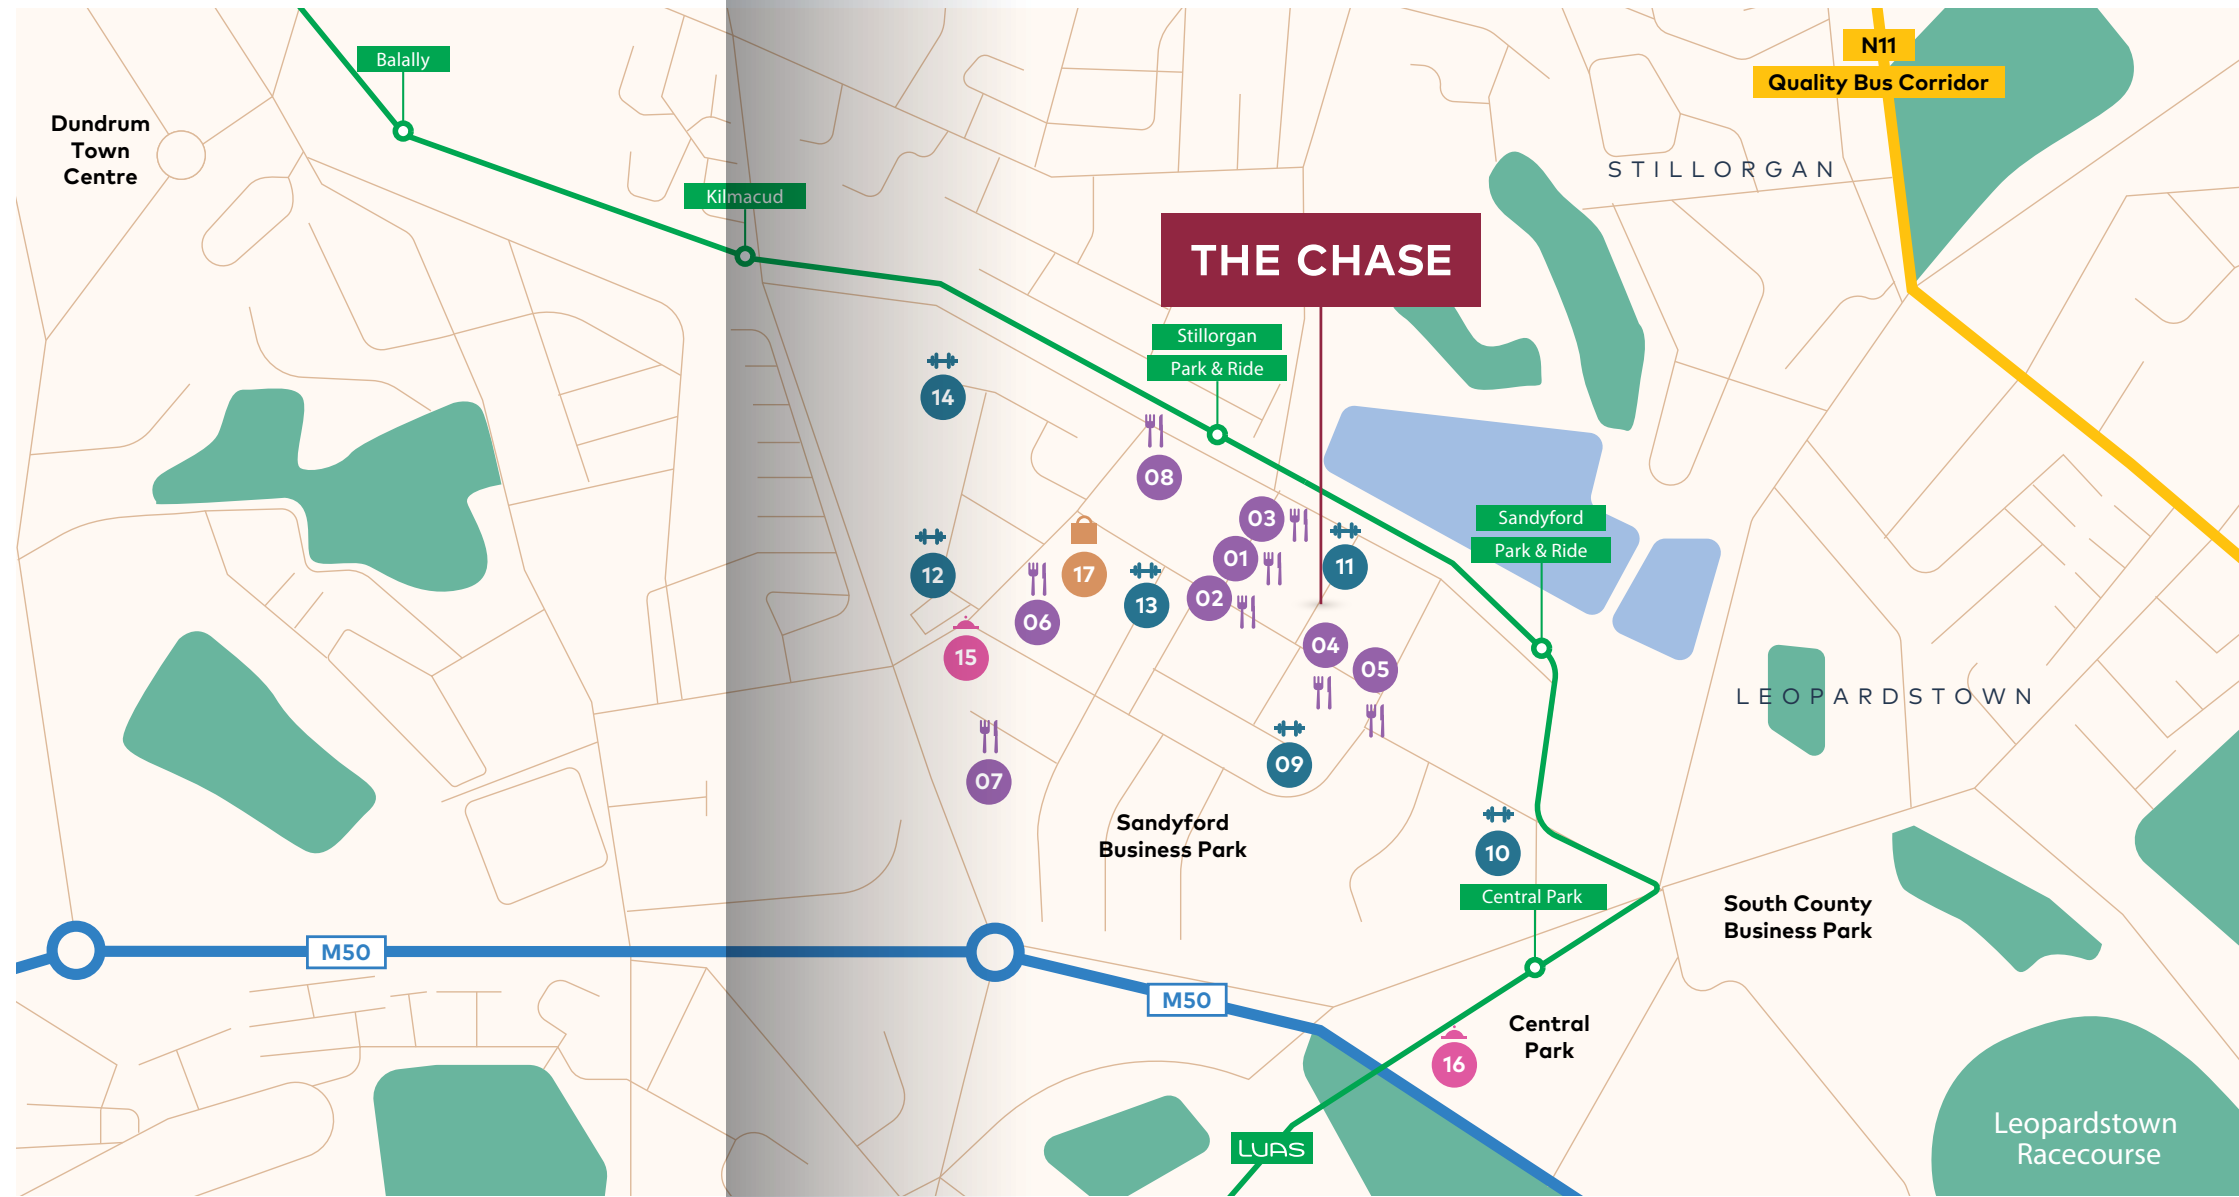 N11
Quality Bus Corridor
Balally
Dundrum
Town
Centre
Kilmacud
STILLORGAN
THE CHASE
Stillorgan
Park & Ride
14
08
03
Sandyford
Park & Ride
01
11
12
17
13
02
06
15
04
05
LEOPARDSTOWN
07
09
Sandyford
Business Park
10
Central Park
South County
Business Park
M50
M50
Central
Park
16
LUAS
Leopardstown
Racecourse